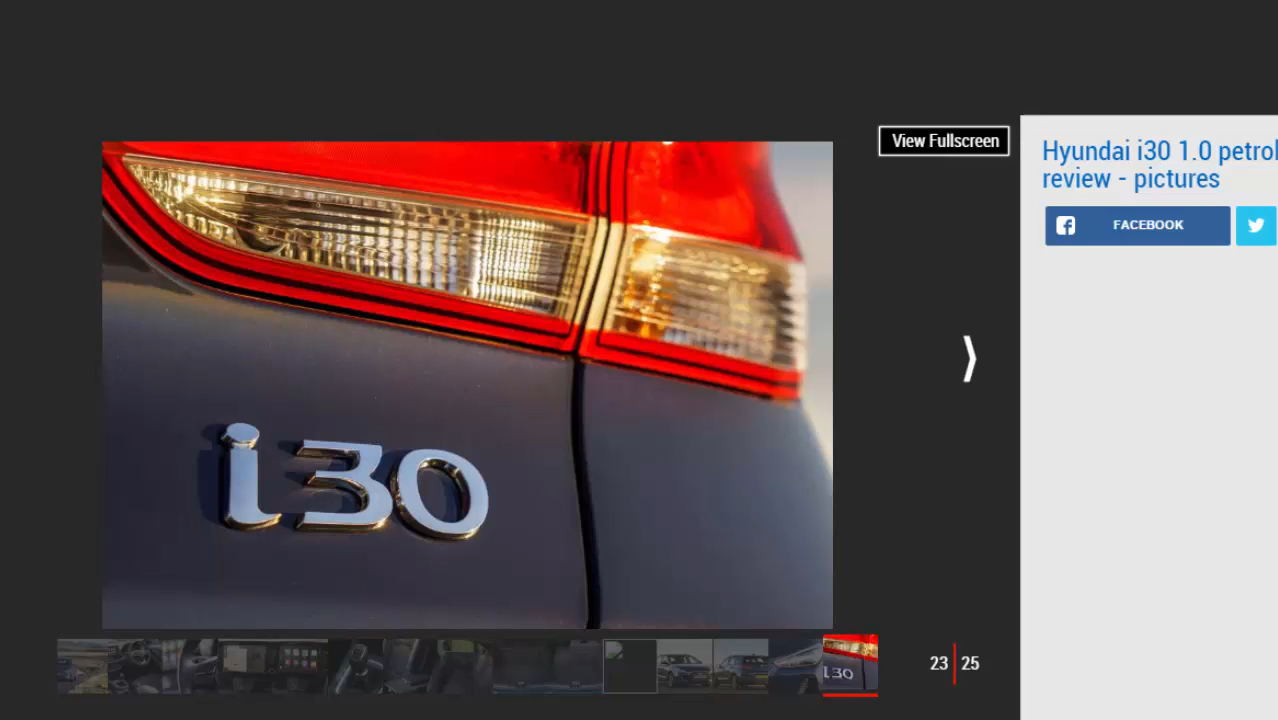 View Fullscreen
Hyundai i30 1.0 petrol
review - pictures
FACEBOOK
i30
i30
23 25